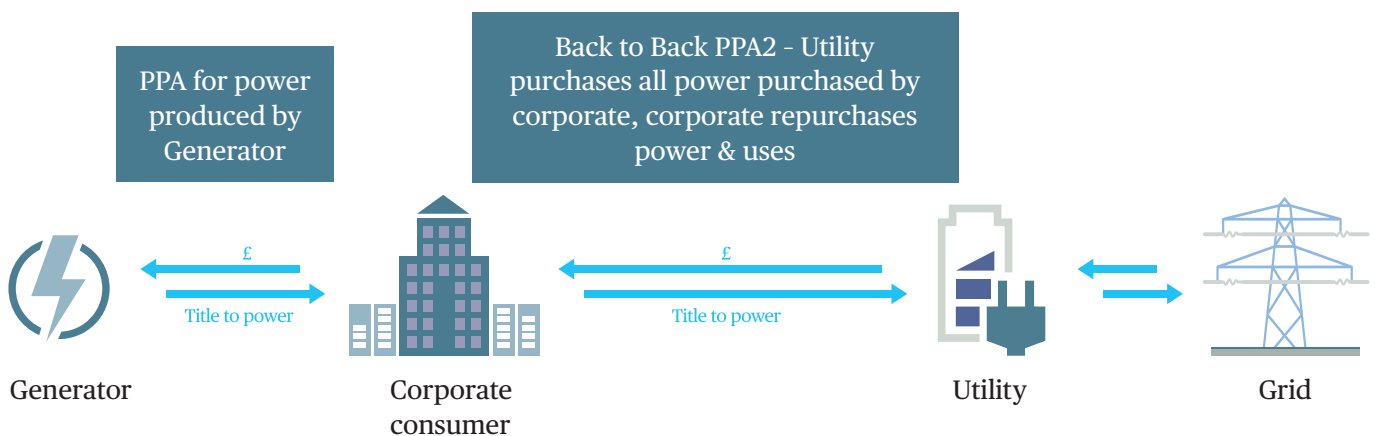 PPA for power
produced by
Generator
Back to Back PPA2 - Utility
purchases all power purchased by
corporate, corporate repurchases
power & uses
£
Title to power
£
Title to power
Generator
Corporate
consumer
Utility
Grid